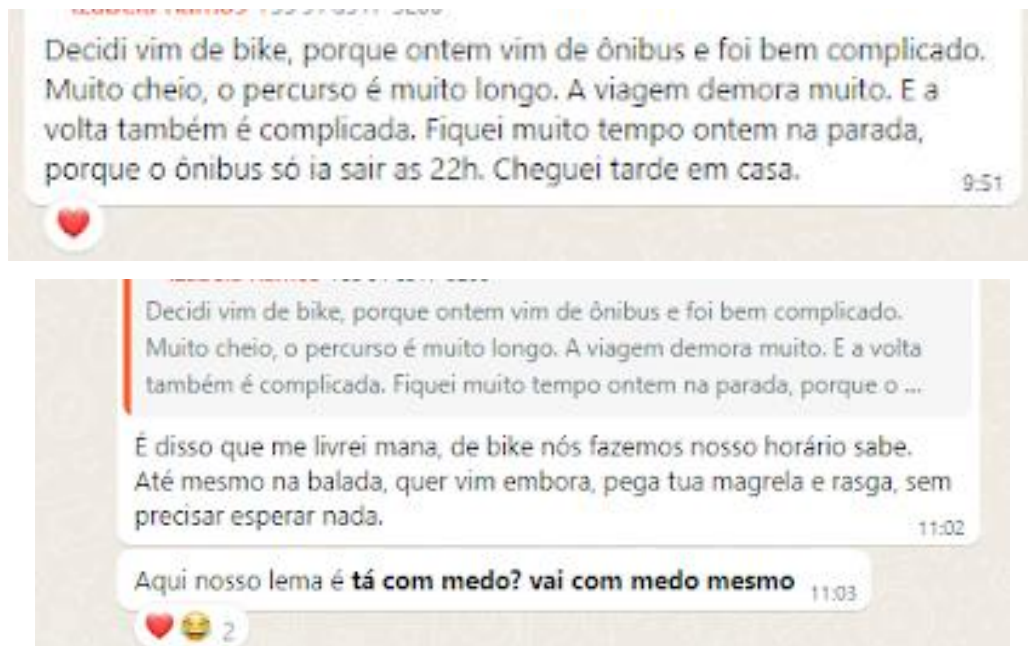 Decidi vim de bike, porque ontem vim de ônibus e foi bem complicado.
Muito cheio, o percurso é muito longo. A viagem demora muito. E a
volta também é complicada. Fiquei muito tempo ontem na parada,
porque o ônibus só ia sair as 22h. Cheguei tarde em casa.
9:51
Decidi vim de bike, porque ontem vim de ônibus e foi bem complicado.
Muito cheio, o percurso é muito longo. A viagem demora muito. E a volta
também é complicada. Fiquei muito tempo ontem na parada, porque o ...
É disso que me livrei mana, de bike nós fazemos nosso horário sabe.
Até mesmo na balada, quer vim embora, pega tua magrela e rasga, sem
precisar esperar nada.
11:02
Aqui nosso lema é tá com medo? vai com medo mesmo 11:03
2